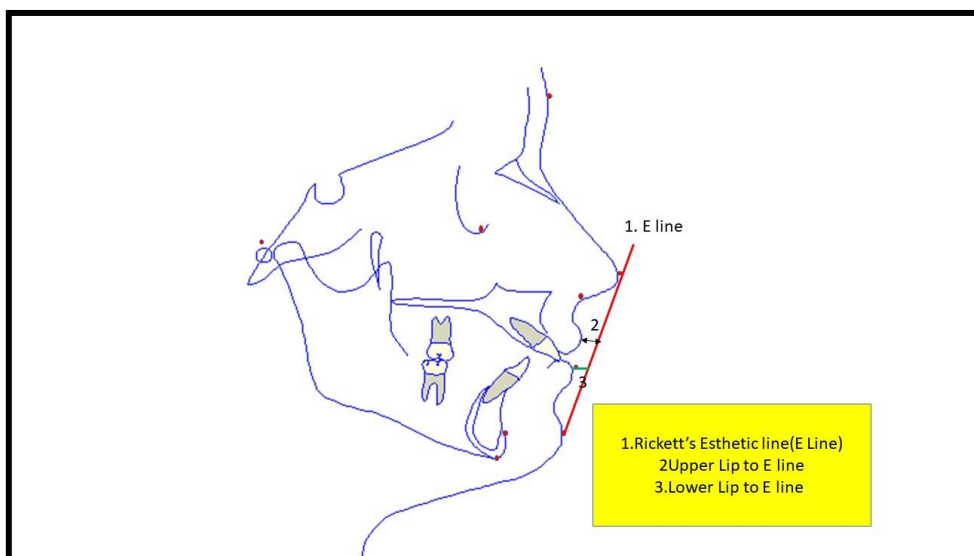 1. E line
2
3
1.Rickett's Esthetic line(E Line)
2Upper Lip to E line
3.Lower Lip to E line